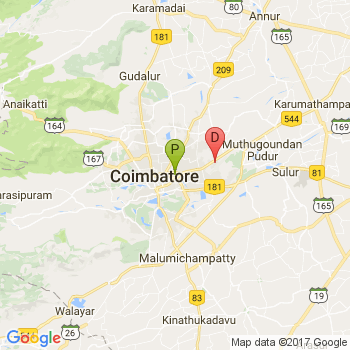 Karamadai
Annur
181
165
Gudalur
209
Anaikatti
Karumathampa
164
544
Muthugoundan
Pudur
167
P
D
Coimbatore
Sulur
81
arasipuram
181
165
Malumichampatty
Walayar
83
19
26
Kinathukadavu
Google
Map data ©2017 Google